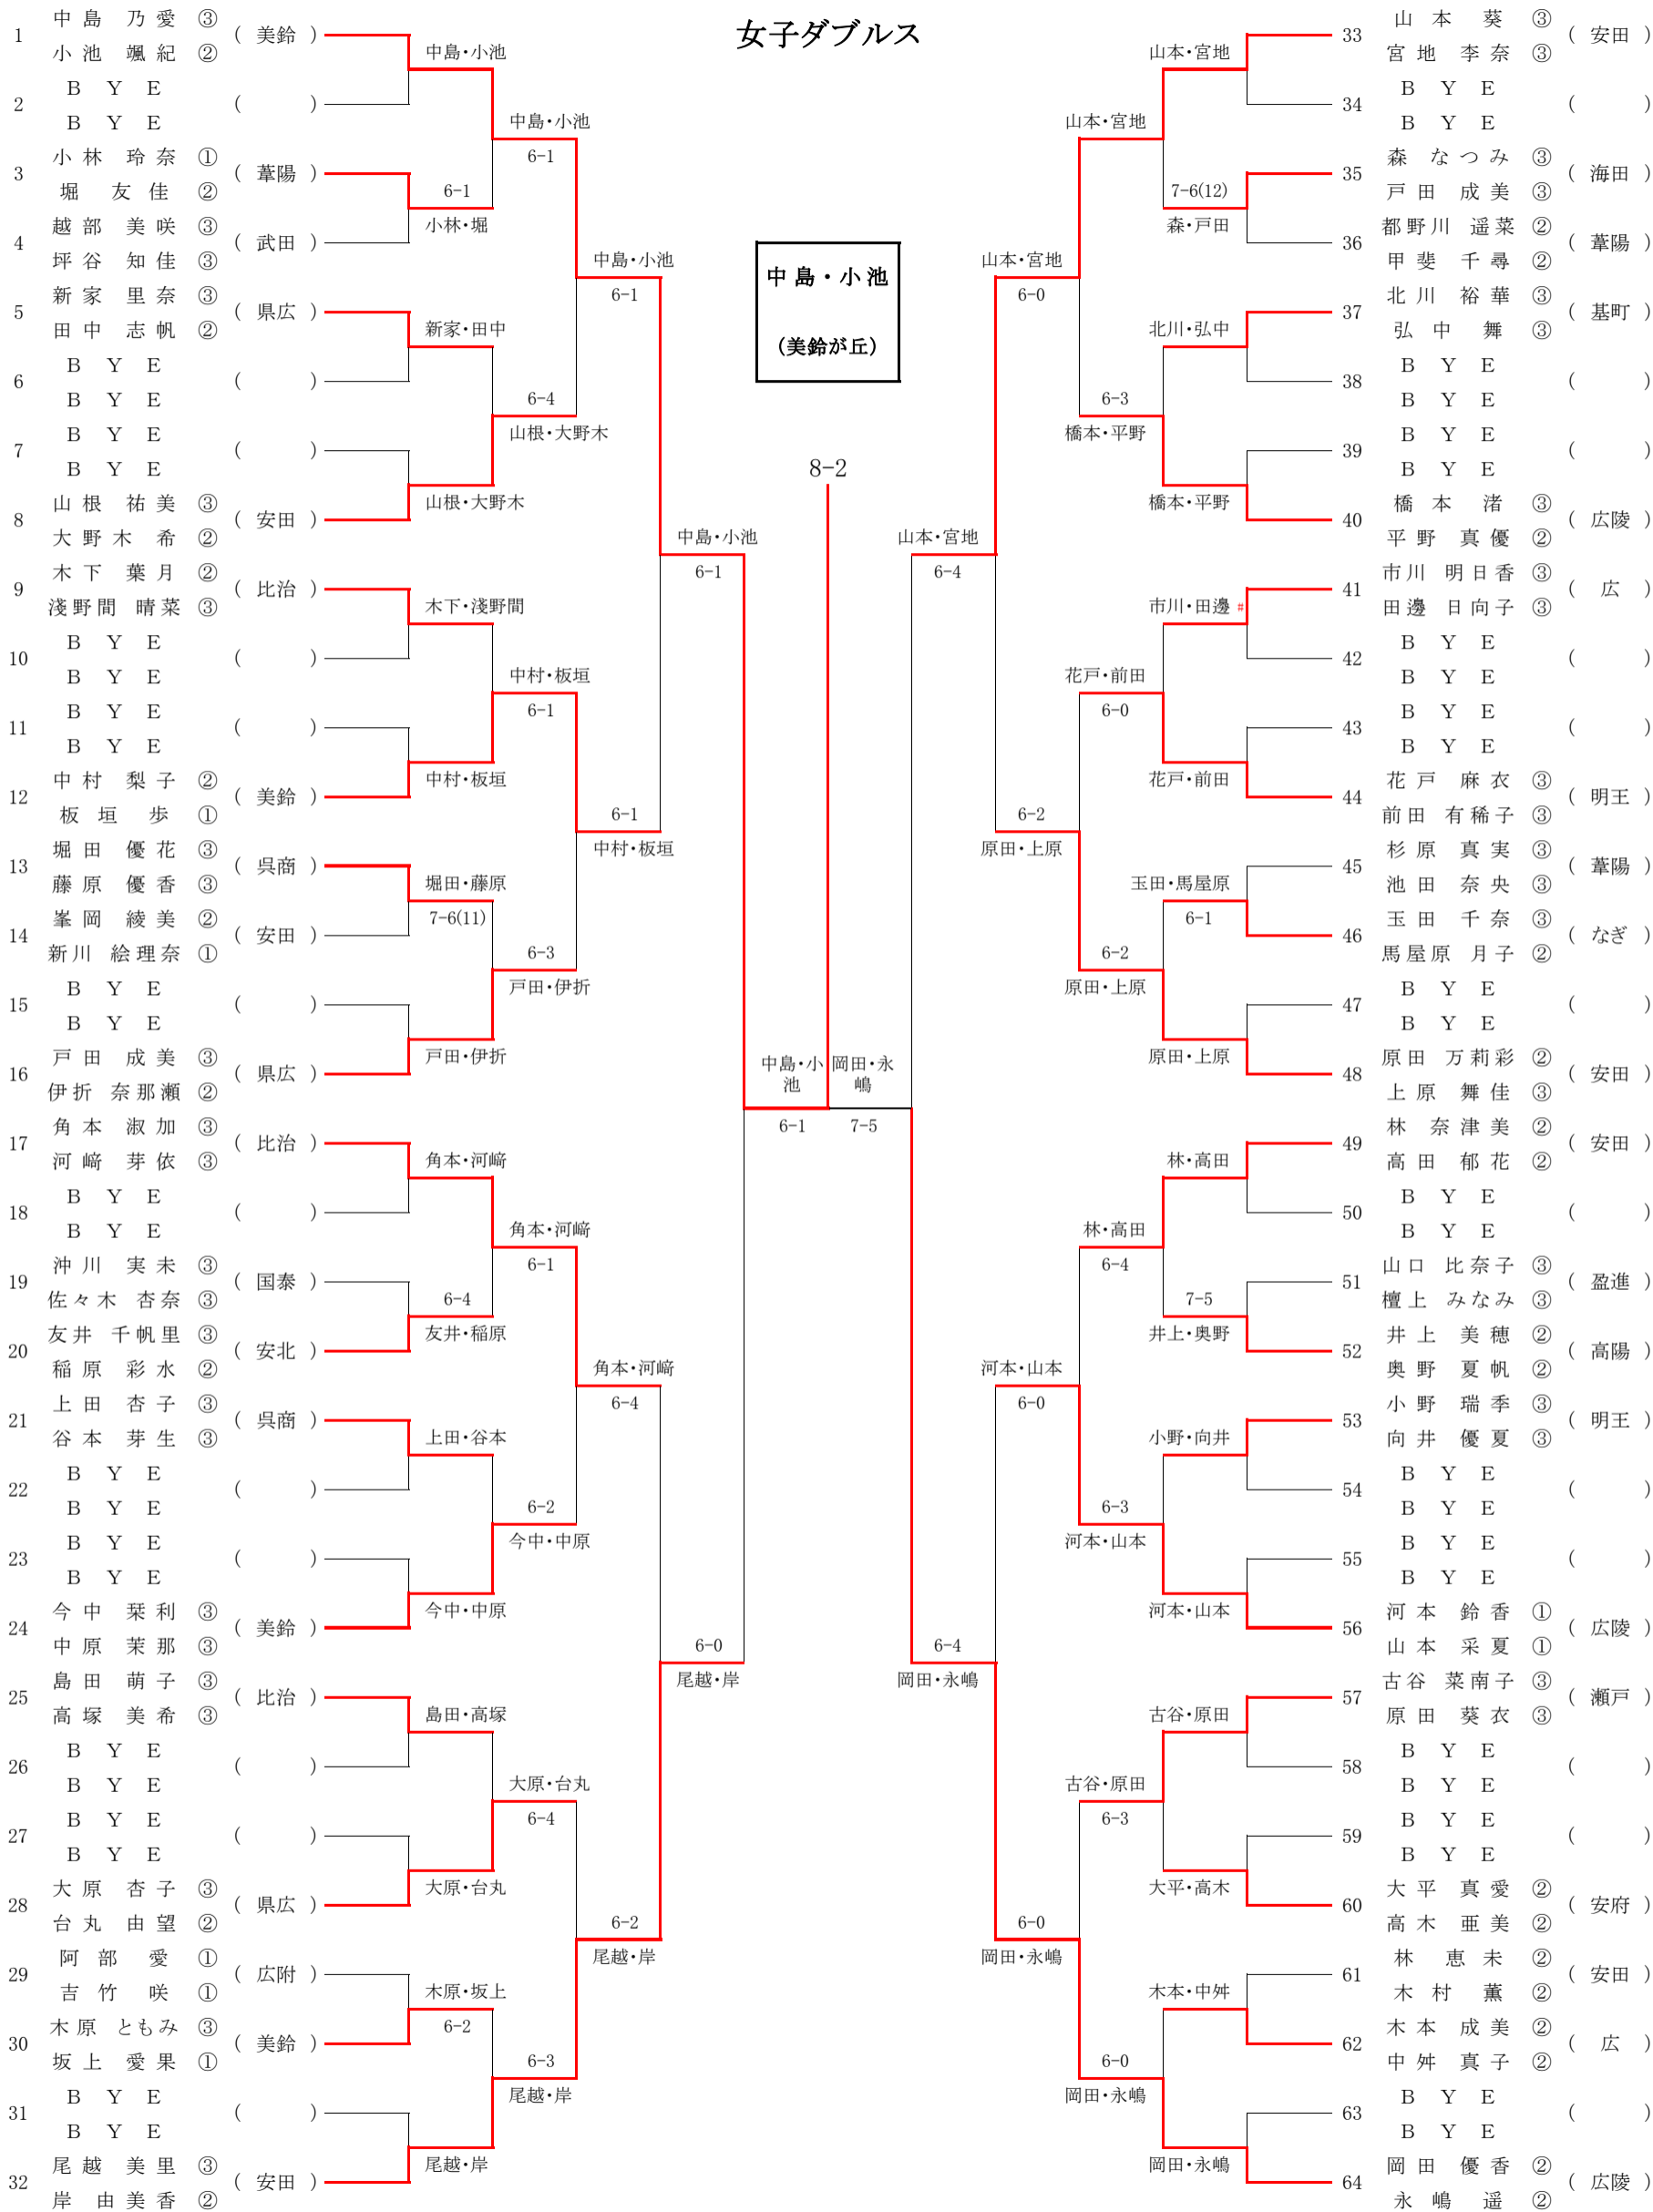 女子ダブルス
1 中島 乃愛 ③ 小池 颯紀 ② ( 美鈴 )
2 BYE BYE ( )
3 小林 玲奈 ① 堀 友佳 ② ( 葦陽 )
4 越部 美咲 ③ 坪谷 知佳 ③ ( 武田 )
5 新家 里奈 ③ 田中 志帆 ② ( 県広 )
6 BYE BYE ( )
7 BYE BYE ( )
8 山根 祐美 ③ 大野木 希 ② ( 安田 )
9 木下 葉月 ② 淺野間 晴菜 ③ ( 比治 )
10 BYE BYE ( )
11 BYE BYE ( )
12 中村 梨子 ② 板垣 歩 ① ( 美鈴 )
13 堀田 優花 ③ 藤原 優香 ③ ( 呉商 )
14 峯岡 綾美 ② 新川 絵理奈 ① ( 安田 )
15 BYE BYE ( )
16 戸田 成美 ③ 伊折 奈那瀬 ② ( 県広 )
17 角本 淑加 ③ 河﨑 芽依 ③ ( 比治 )
18 BYE BYE ( )
19 沖川 実未 ③ 佐々木 杏奈 ③ ( 国泰 )
20 友井 千帆里 ③ 稲原 彩水 ② ( 安北 )
21 上田 杏子 ③ 谷本 芽生 ③ ( 呉商 )
22 BYE BYE ( )
23 BYE BYE ( )
24 今中 栞利 ③ 中原 茉那 ③ ( 美鈴 )
25 島田 萌子 ③ 高塚 美希 ③ ( 比治 )
26 BYE BYE ( )
27 BYE BYE ( )
28 大原 杏子 ③ 台丸 由望 ② ( 県広 )
29 阿部 愛 ① 吉竹 咲 ① ( 広附 )
30 木原 ともみ ③ 坂上 愛果 ① ( 美鈴 )
31 BYE BYE ( )
32 尾越 美里 ③ 岸 由美香 ② ( 安田 )
中島・小池
6-1
小林・堀
新家・田中
山根・大野木
木下・淺野間
中村・板垣
堀田・藤原
7-6(11)
戸田・伊折
角本・河﨑
6-4
友井・稲原
上田・谷本
今中・中原
島田・高塚
大原・台丸
木原・坂上
6-2
尾越・岸
中島・小池
6-1
6-4
山根・大野木
中村・板垣
6-1
6-3
戸田・伊折
角本・河﨑
6-1
6-2
今中・中原
大原・台丸
6-4
6-3
尾越・岸
中島・小池
6-1
6-1
中村・板垣
角本・河﨑
6-4
6-2
尾越・岸
中島・小池
6-1
6-0
尾越・岸
中島・小池
(美鈴が丘)
8-2
中島・小
池
6-1
岡田・永
嶋
7-5
山本・宮地
6-4
6-4
岡田・永嶋
山本・宮地
6-0
6-2
原田・上原
河本・山本
6-0
6-0
岡田・永嶋
山本・宮地
6-3
橋本・平野
花戸・前田
6-0
6-2
原田・上原
林・高田
6-4
6-3
河本・山本
古谷・原田
6-3
6-0
岡田・永嶋
山本・宮地
7-6(12)
森・戸田
北川・弘中
橋本・平野
市川・田邊 #
花戸・前田
玉田・馬屋原
6-1
原田・上原
林・高田
7-5
井上・奥野
小野・向井
河本・山本
古谷・原田
大平・高木
木本・中舛
岡田・永嶋
33 山本 葵 ③ 宮地 李奈 ③ ( 安田 )
34 BYE BYE ( )
35 森 なつみ ③ 戸田 成美 ③ ( 海田 )
36 都野川 遥菜 ② 甲斐 千尋 ② ( 葦陽 )
37 北川 裕華 ③ 弘中 舞 ③ ( 基町 )
38 BYE BYE ( )
39 BYE BYE ( )
40 橋本 渚 ③ 平野 真優 ② ( 広陵 )
41 市川 明日香 ③ 田邊 日向子 ③ ( 広 )
42 BYE BYE ( )
43 BYE BYE ( )
44 花戸 麻衣 ③ 前田 有稀子 ③ ( 明王 )
45 杉原 真実 ③ 池田 奈央 ③ ( 葦陽 )
46 玉田 千奈 ③ 馬屋原 月子 ② ( なぎ )
47 BYE BYE ( )
48 原田 万莉彩 ② 上原 舞佳 ③ ( 安田 )
49 林 奈津美 ② 高田 郁花 ② ( 安田 )
50 BYE BYE ( )
51 山口 比奈子 ③ 檀上 みなみ ③ ( 盈進 )
52 井上 美穂 ② 奥野 夏帆 ② ( 高陽 )
53 小野 瑞季 ③ 向井 優夏 ③ ( 明王 )
54 BYE BYE ( )
55 BYE BYE ( )
56 河本 鈴香 ① 山本 采夏 ① ( 広陵 )
57 古谷 菜南子 ③ 原田 葵衣 ③ ( 瀬戸 )
58 BYE BYE ( )
59 BYE BYE ( )
60 大平 真愛 ② 高木 亜美 ② ( 安府 )
61 林 恵未 ② 木村 薫 ② ( 安田 )
62 木本 成美 ② 中舛 真子 ② ( 広 )
63 BYE BYE ( )
64 岡田 優香 ② 永嶋 遥 ② ( 広陵 )